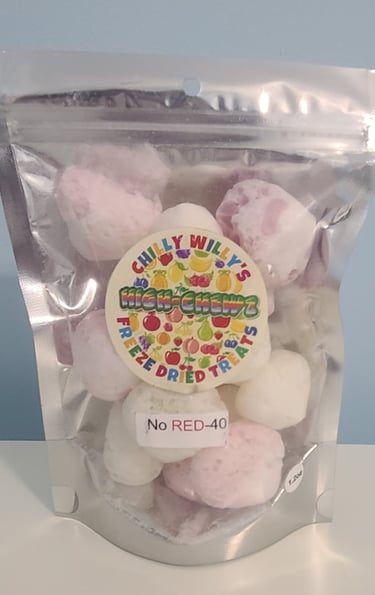 CHILLY WILLY'S
HIGH-CHEWZ
FREEZE DRIED TREATS
No RED-40
1.2oz